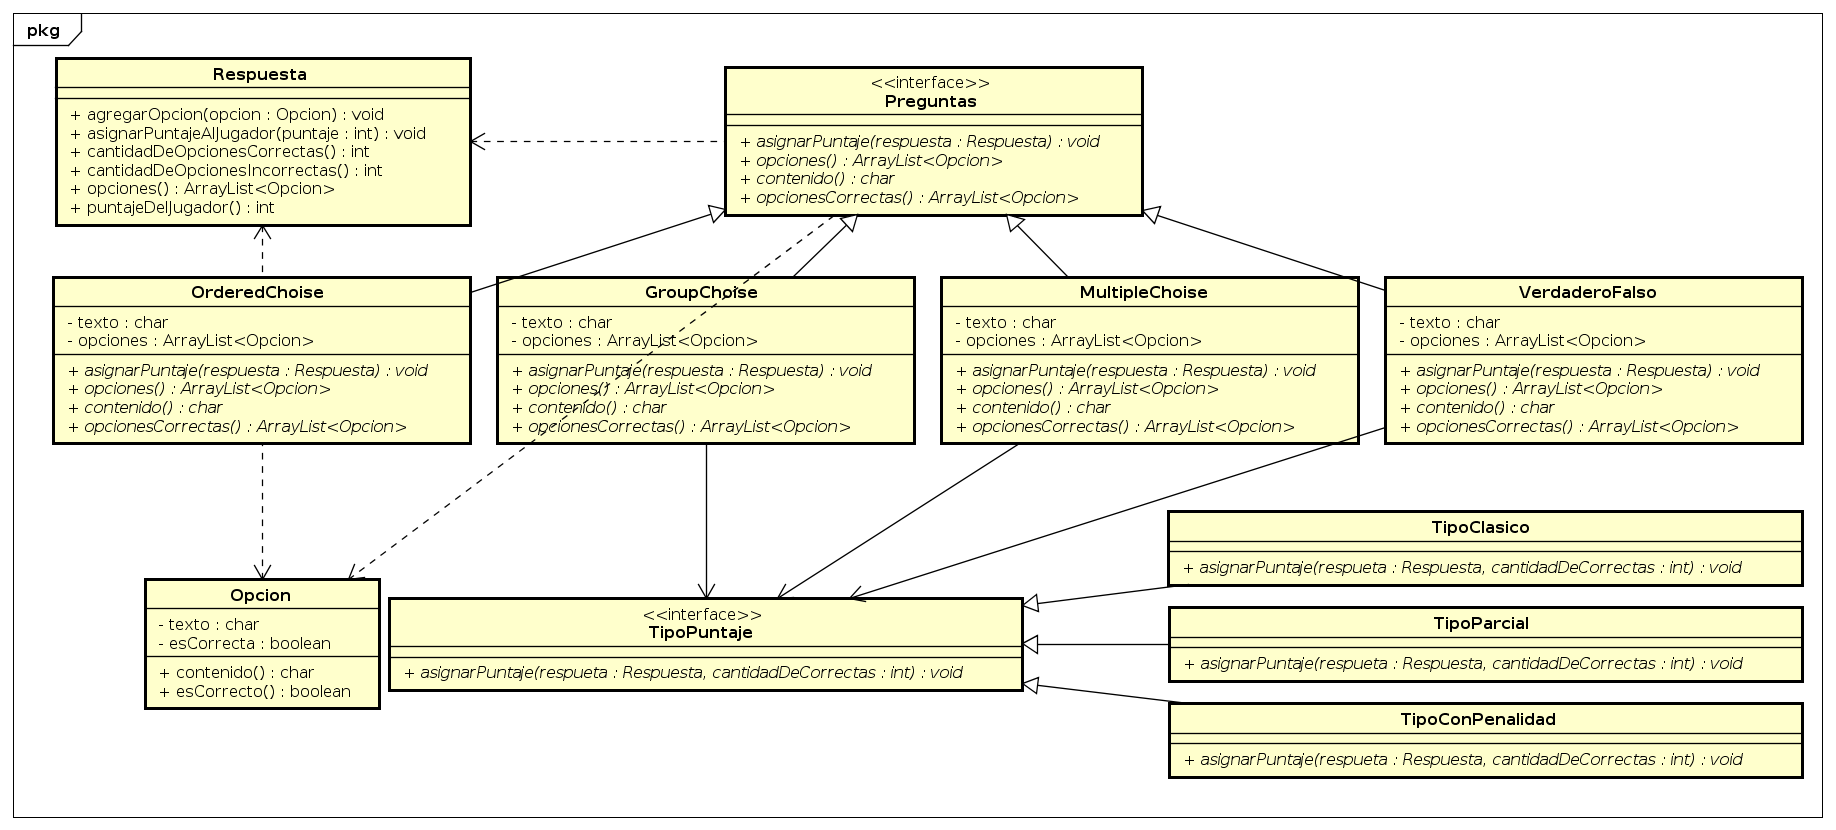 pkg
Respuesta
+ agregarOpcion(opcion : Opcion) : void
+ asignarPuntajeAlJugador(puntaje : int) : void
+ cantidadDeOpcionesCorrectas() : int
+ cantidadDeOpcionesIncorrectas() : int
+ opciones() : ArrayList<Opcion>
+ puntajeDelJugador() : int
<<interface>>
Preguntas
+ asignarPuntaje(respuesta : Respuesta) : void
+ opciones() : ArrayList<Opcion>
+ contenido() : char
+ opcionesCorrectas() : ArrayList<Opcion>
OrderedChoise
- texto : char
- opciones : ArrayList<Opcion>
+ asignarPuntaje(respuesta : Respuesta) : void
+ opciones() : ArrayList<Opcion>
+ contenido() : char
+ opcionesCorrectas() : ArrayList<Opcion>
GroupChoise
- texto : char
- opciones : ArrayList<Opcion>
+ asignarPuntaje(respuesta : Respuesta) : void
+ opciones() : ArrayList<Opcion>
+ contenido() : char
+ opcionesCorrectas() : ArrayList<Opcion>
MultipleChoise
- texto : char
- opciones : ArrayList<Opcion>
+ asignarPuntaje(respuesta : Respuesta) : void
+ opciones() : ArrayList<Opcion>
+ contenido() : char
+ opcionesCorrectas() : ArrayList<Opcion>
VerdaderoFalso
- texto : char
- opciones : ArrayList<Opcion>
+ asignarPuntaje(respuesta : Respuesta) : void
+ opciones() : ArrayList<Opcion>
+ contenido() : char
+ opcionesCorrectas() : ArrayList<Opcion>
Opcion
- texto : char
- esCorrecta : boolean
+ contenido() : char
+ esCorrecto() : boolean
<<interface>>
TipoPuntaje
+ asignarPuntaje(respueta : Respuesta, cantidadDeCorrectas : int) : void
TipoClasico
+ asignarPuntaje(respueta : Respuesta, cantidadDeCorrectas : int) : void
TipoParcial
+ asignarPuntaje(respueta : Respuesta, cantidadDeCorrectas : int) : void
TipoConPenalidad
+ asignarPuntaje(respueta : Respuesta, cantidadDeCorrectas : int) : void